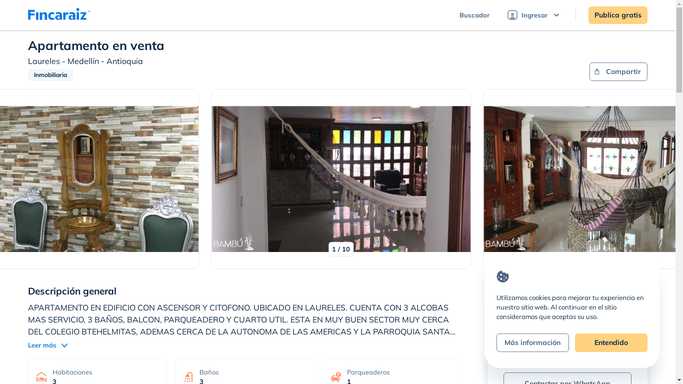 Fincaraiz
Buscador
Ingresar
Publica gratis
Apartamento en venta
Laureles - Medellín - Antioquia
Inmobiliaria
Compartir
BAMBÚ
1 / 10
BAMBÚ
Descripción general
APARTAMENTO EN EDIFICIO CON ASCENSOR Y CITOFONO. UBICADO EN LAURELES. CUENTA CON 3 ALCOBAS
MAS SERVICIO, 3 BAÑOS, BALCON, PARQUEADERO Y CUARTO UTIL. ESTA EN MUY BUEN SECTOR MUY CERCA
DEL COLEGIO BTEHELMITAS, ADEMAS CERCA DE LA AUTONOMA DE LAS AMERICAS Y LA PARROQUIA SANTA...
Leer más
Habitaciones
3
Baños
3
Parqueaderos
1
Utilizamos cookies para mejorar tu experiencia en
nuestro sitio web. Al continuar en el sitio
consideramos que aceptas su uso.
Más información
Entendido
Contactar por WhatsApp